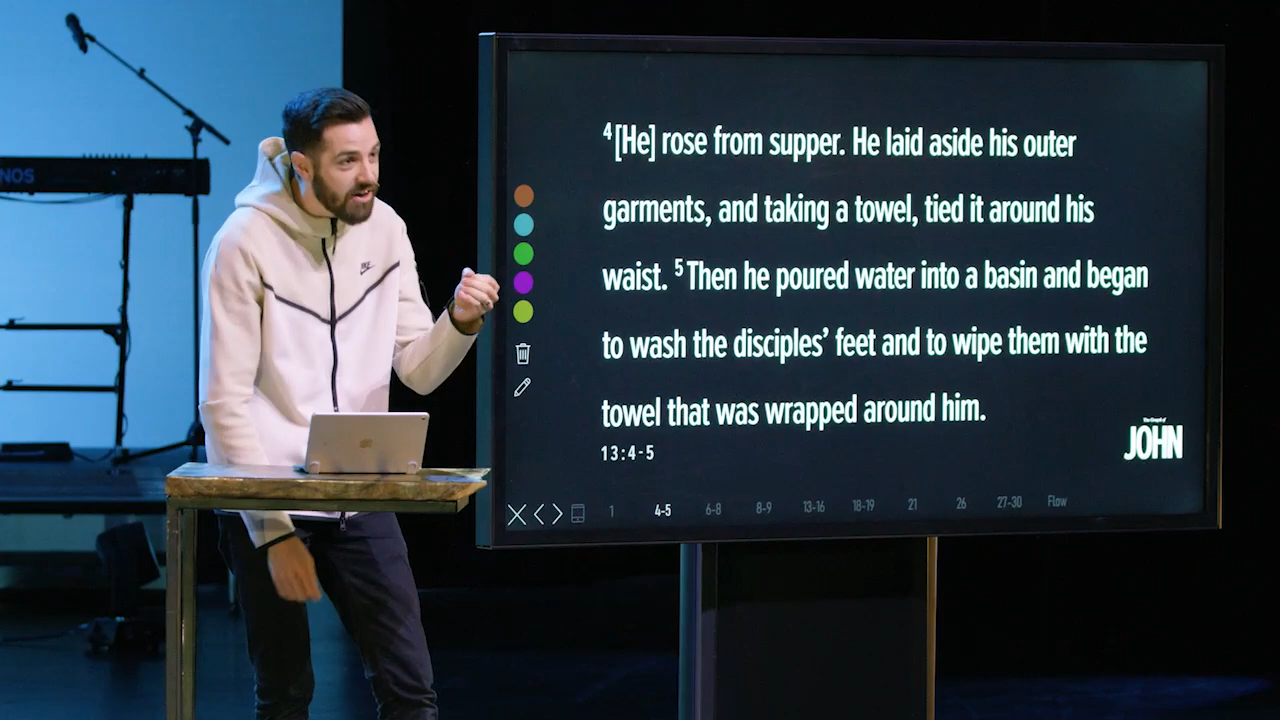 NOS
⁴[He] rose from supper. He laid aside his outer
garments, and taking a towel, tied it around his
waist. ⁵Then he poured water into a basin and began
to wash the disciples’ feet and to wipe them with the
towel that was wrapped around him.
13:4-5
The Gospel of
JOHN
1 4-5 6-8 8-9 13-16 18-19 21 26 27-30 Flow